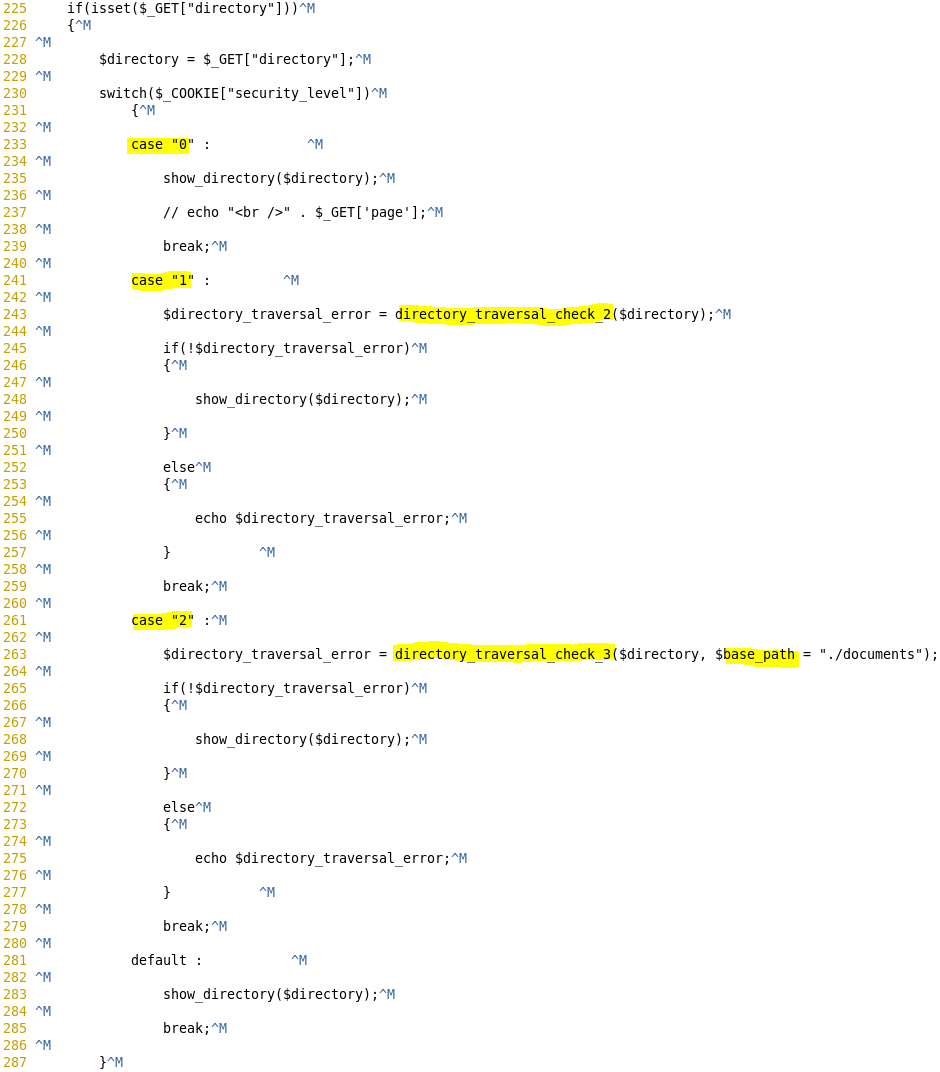 225     if(isset($_GET["directory"]))^M
226     {^M
227 ^M
228         $directory = $_GET["directory"];^M
229 ^M
230         switch($_COOKIE["security_level"])^M
231             {^M
232 ^M
233             case "0" :            ^M
234 ^M
235                 show_directory($directory);^M
236 ^M
237                 // echo "<br />" . $_GET['page'];^M
238 ^M
239                 break;^M
240 ^M
241             case "1" :         ^M
242 ^M
243                 $directory_traversal_error = directory_traversal_check_2($directory);^M
244 ^M
245                 if(!$directory_traversal_error)^M
246                 {^M
247 ^M
248                     show_directory($directory);^M
249 ^M
250                 }^M
251 ^M
252                 else^M
253                 {^M
254 ^M
255                     echo $directory_traversal_error;^M
256 ^M
257                 }           ^M
258 ^M
259                 break;^M
260 ^M
261             case "2" :^M
262 ^M
263                 $directory_traversal_error = directory_traversal_check_3($directory, $base_path = "./documents");
264 ^M
265                 if(!$directory_traversal_error)^M
266                 {^M
267 ^M
268                     show_directory($directory);^M
269 ^M
270                 }^M
271 ^M
272                 else^M
273                 {^M
274 ^M
275                     echo $directory_traversal_error;^M
276 ^M
277                 }           ^M
278 ^M
279                 break;^M
280 ^M
281             default :           ^M
282 ^M
283                 show_directory($directory);^M
284 ^M
285                 break;^M
286 ^M
287         }^M